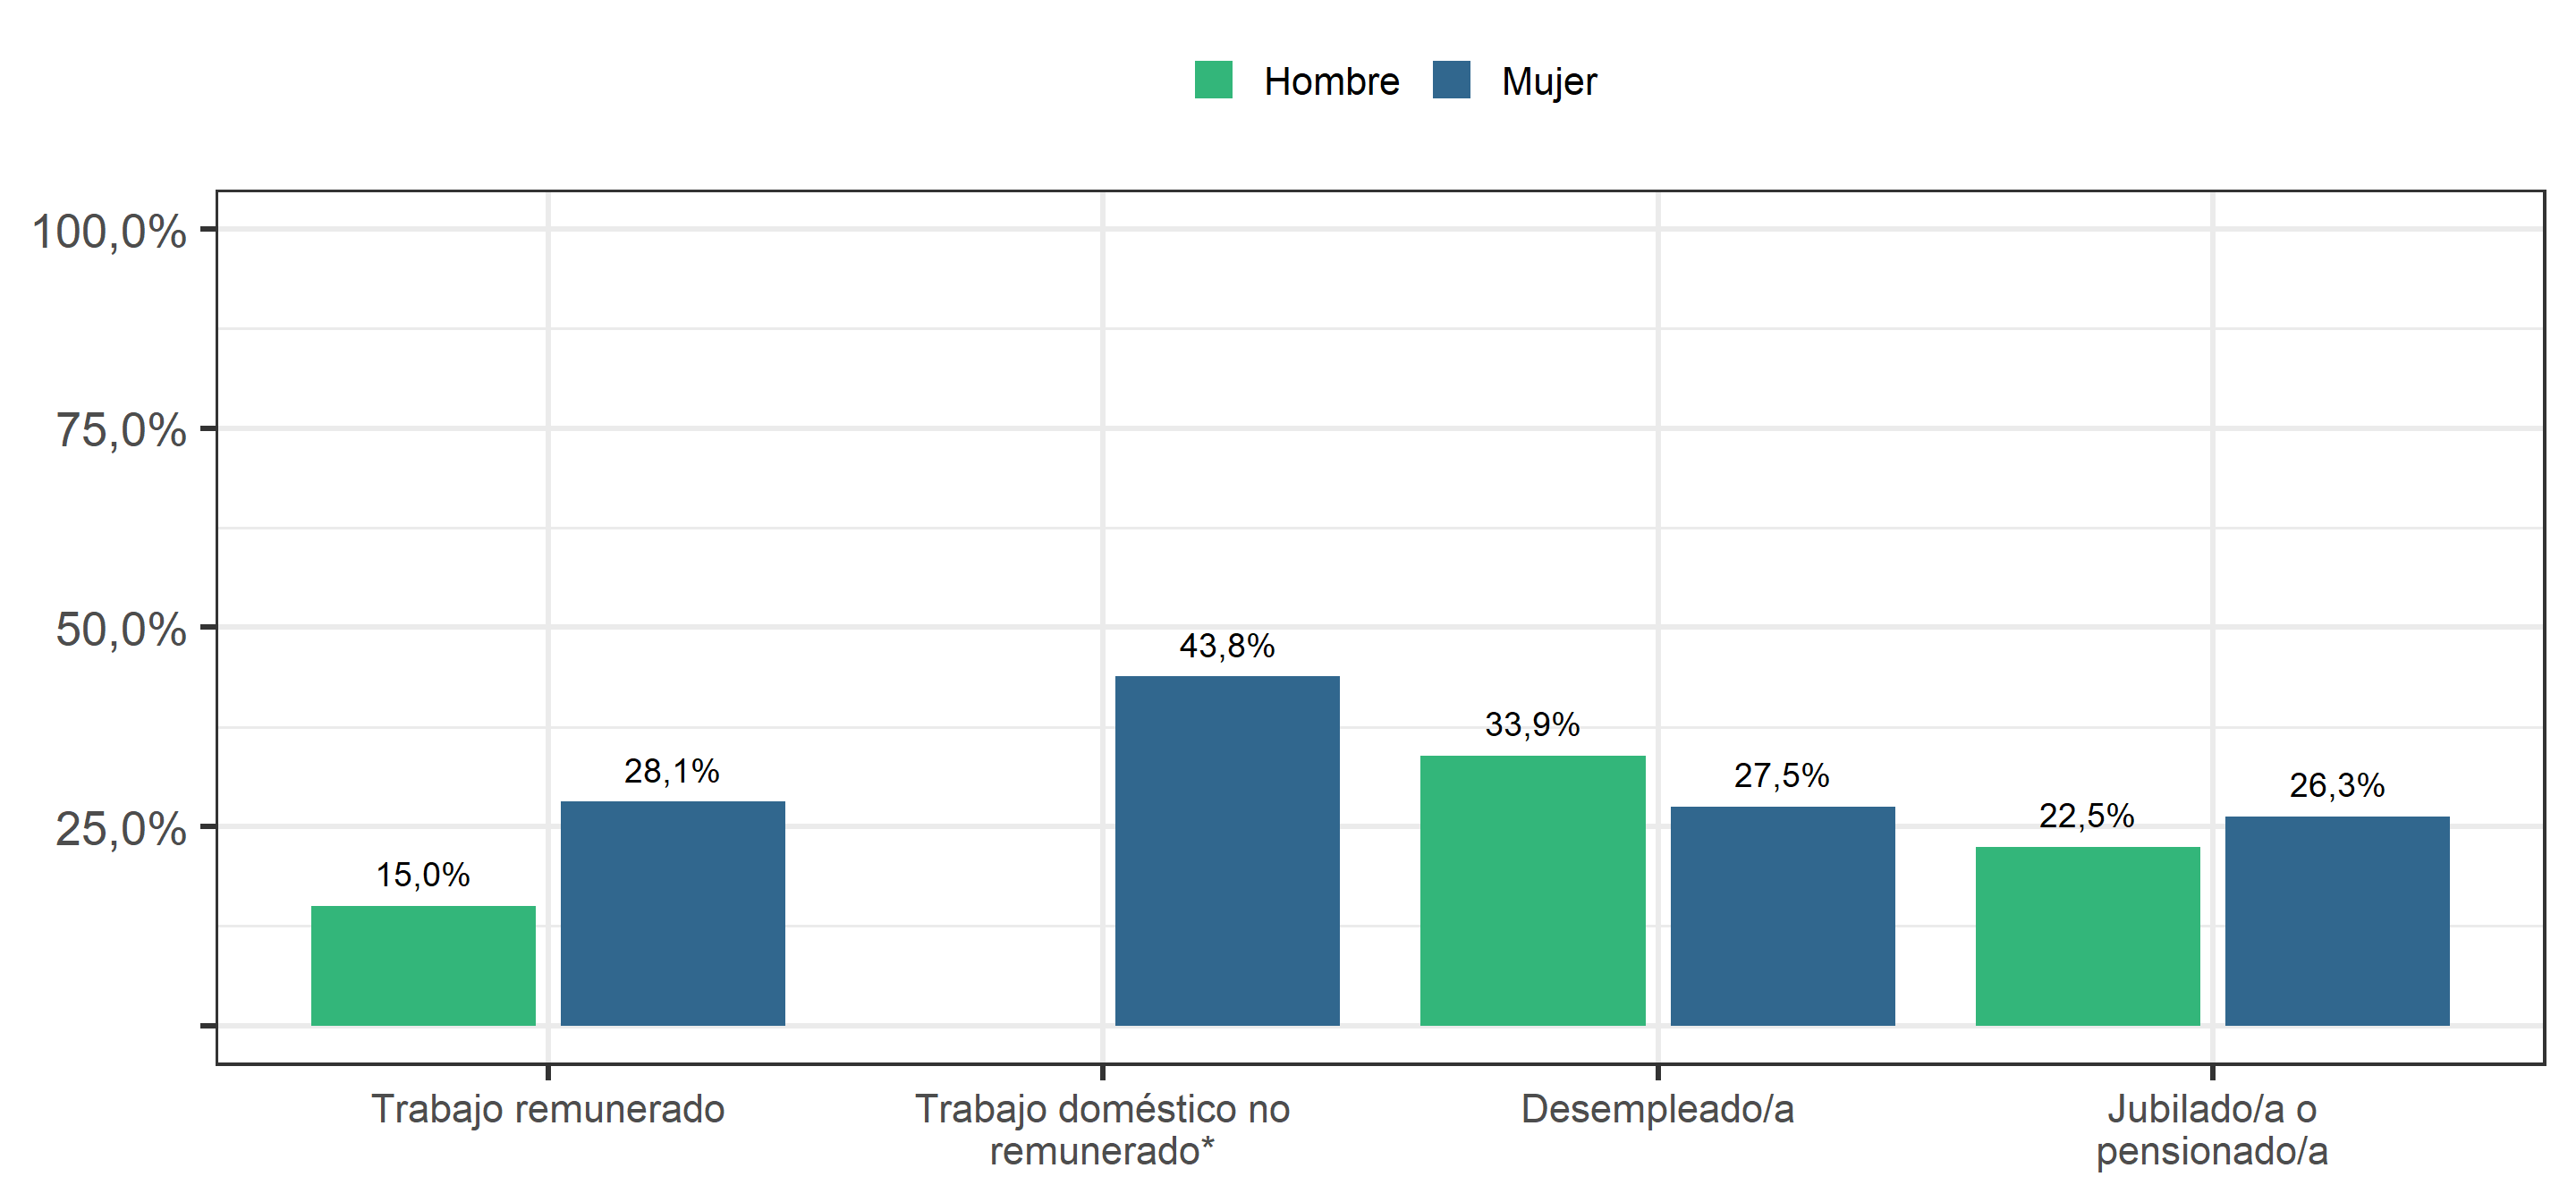 Hombre Mujer
100,0%
75,0%
50,0%
25,0%
15,0%
28,1%
43,8%
33,9%
27,5%
22,5%
26,3%
Trabajo remunerado
Trabajo doméstico no
remunerado*
Desempleado/a
Jubilado/a o
pensionado/a